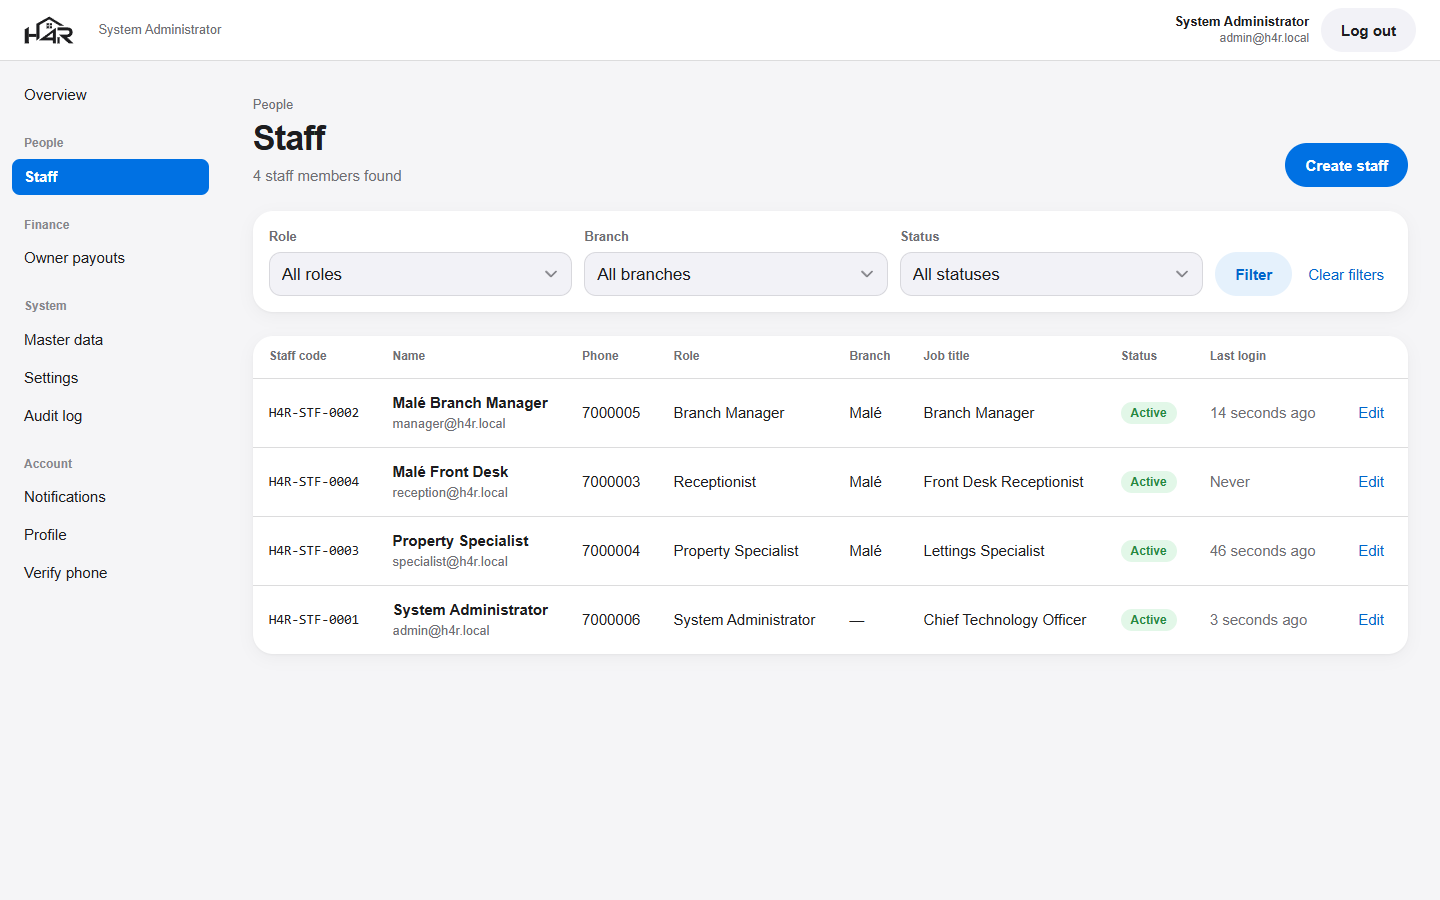 H4R
System Administrator
System Administrator
admin@h4r.local
Log out
Overview
People
Staff
Finance
Owner payouts
System
Master data
Settings
Audit log
Account
Notifications
Profile
Verify phone
People
Staff
4 staff members found
Create staff
Role Branch Status
All roles All branches All statuses Filter Clear filters
Staff code Name Phone Role Branch Job title Status Last login
H4R-STF-0002 Malé Branch Manager 7000005 Branch Manager Malé Branch Manager Active 14 seconds ago Edit
manager@h4r.local
H4R-STF-0004 Malé Front Desk 7000003 Receptionist Malé Front Desk Receptionist Active Never Edit
reception@h4r.local
H4R-STF-0003 Property Specialist 7000004 Property Specialist Malé Lettings Specialist Active 46 seconds ago Edit
specialist@h4r.local
H4R-STF-0001 System Administrator 7000006 System Administrator — Chief Technology Officer Active 3 seconds ago Edit
admin@h4r.local